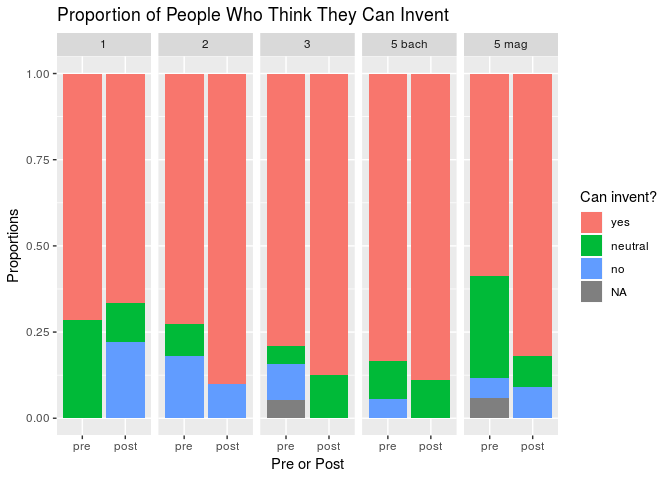 Proportion of People Who Think They Can Invent
1 2 3 5 bach 5 mag
1.00
0.75
0.50
0.25
0.00
Proportions
pre post pre post pre post pre post pre post
Pre or Post
Can invent?
yes
neutral
no
NA